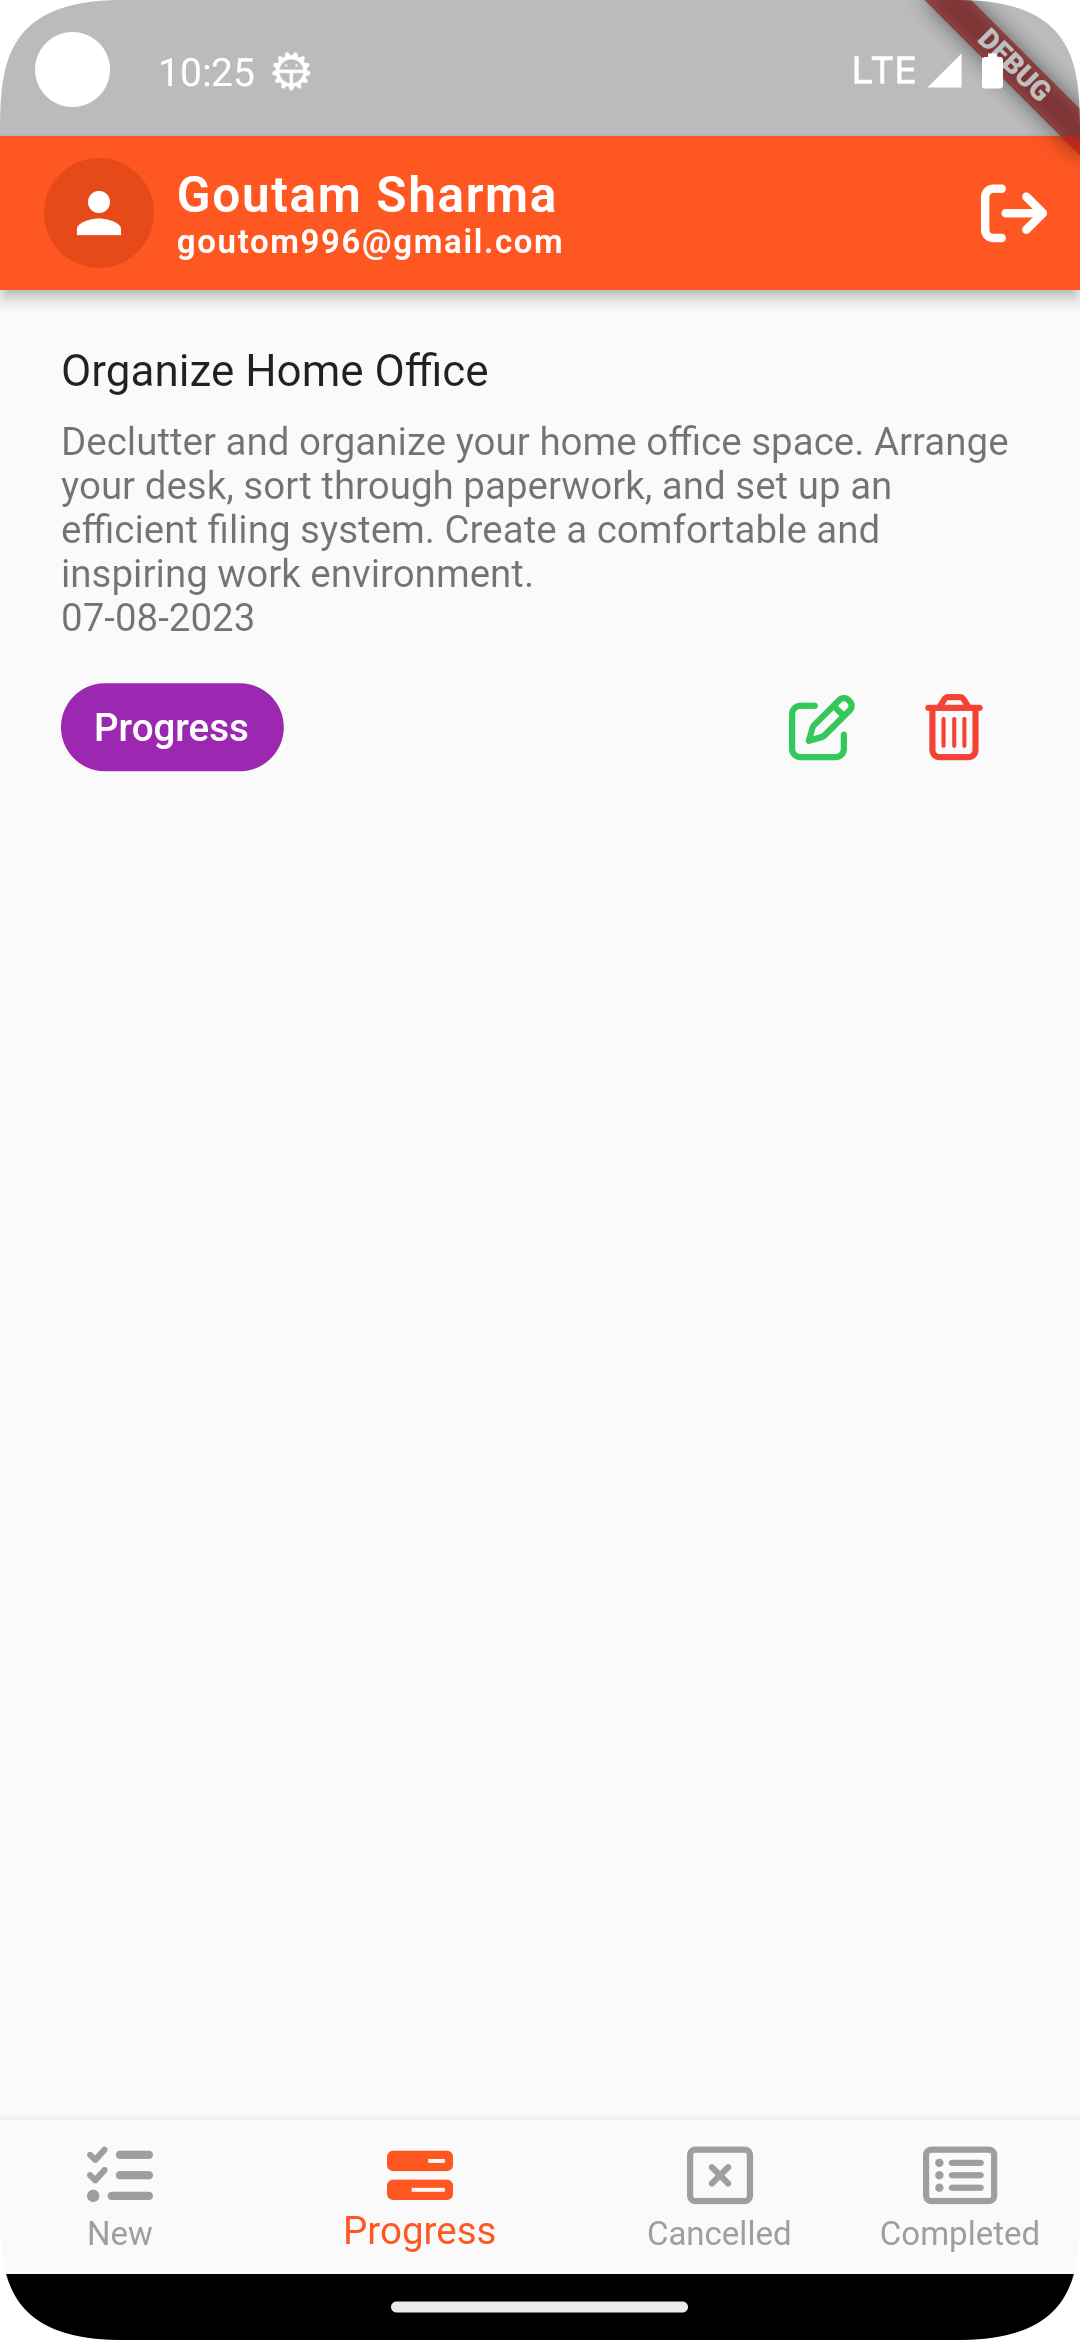 10:25
LTE
DEBUG
Goutam Sharma
goutom996@gmail.com
Organize Home Office
Declutter and organize your home office space. Arrange
your desk, sort through paperwork, and set up an
efficient filing system. Create a comfortable and
inspiring work environment.
07-08-2023
Progress
New
Progress
Cancelled
Completed